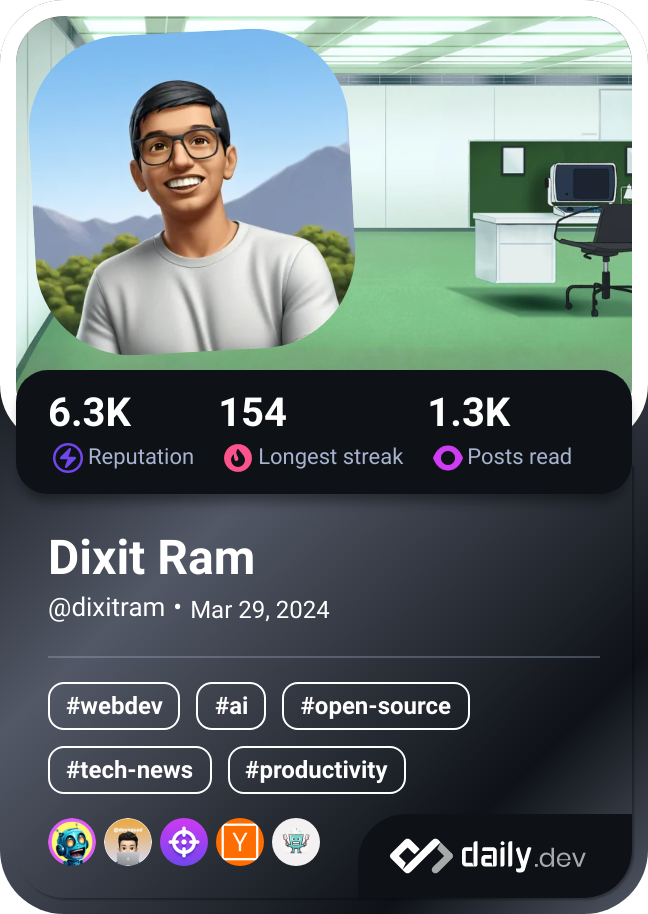 6.3K 154 1.3K
Reputation Longest streak Posts read
Dixit Ram
@dixitram • Mar 29, 2024
#webdev #ai #open-source
#tech-news #productivity
Y
daily.dev